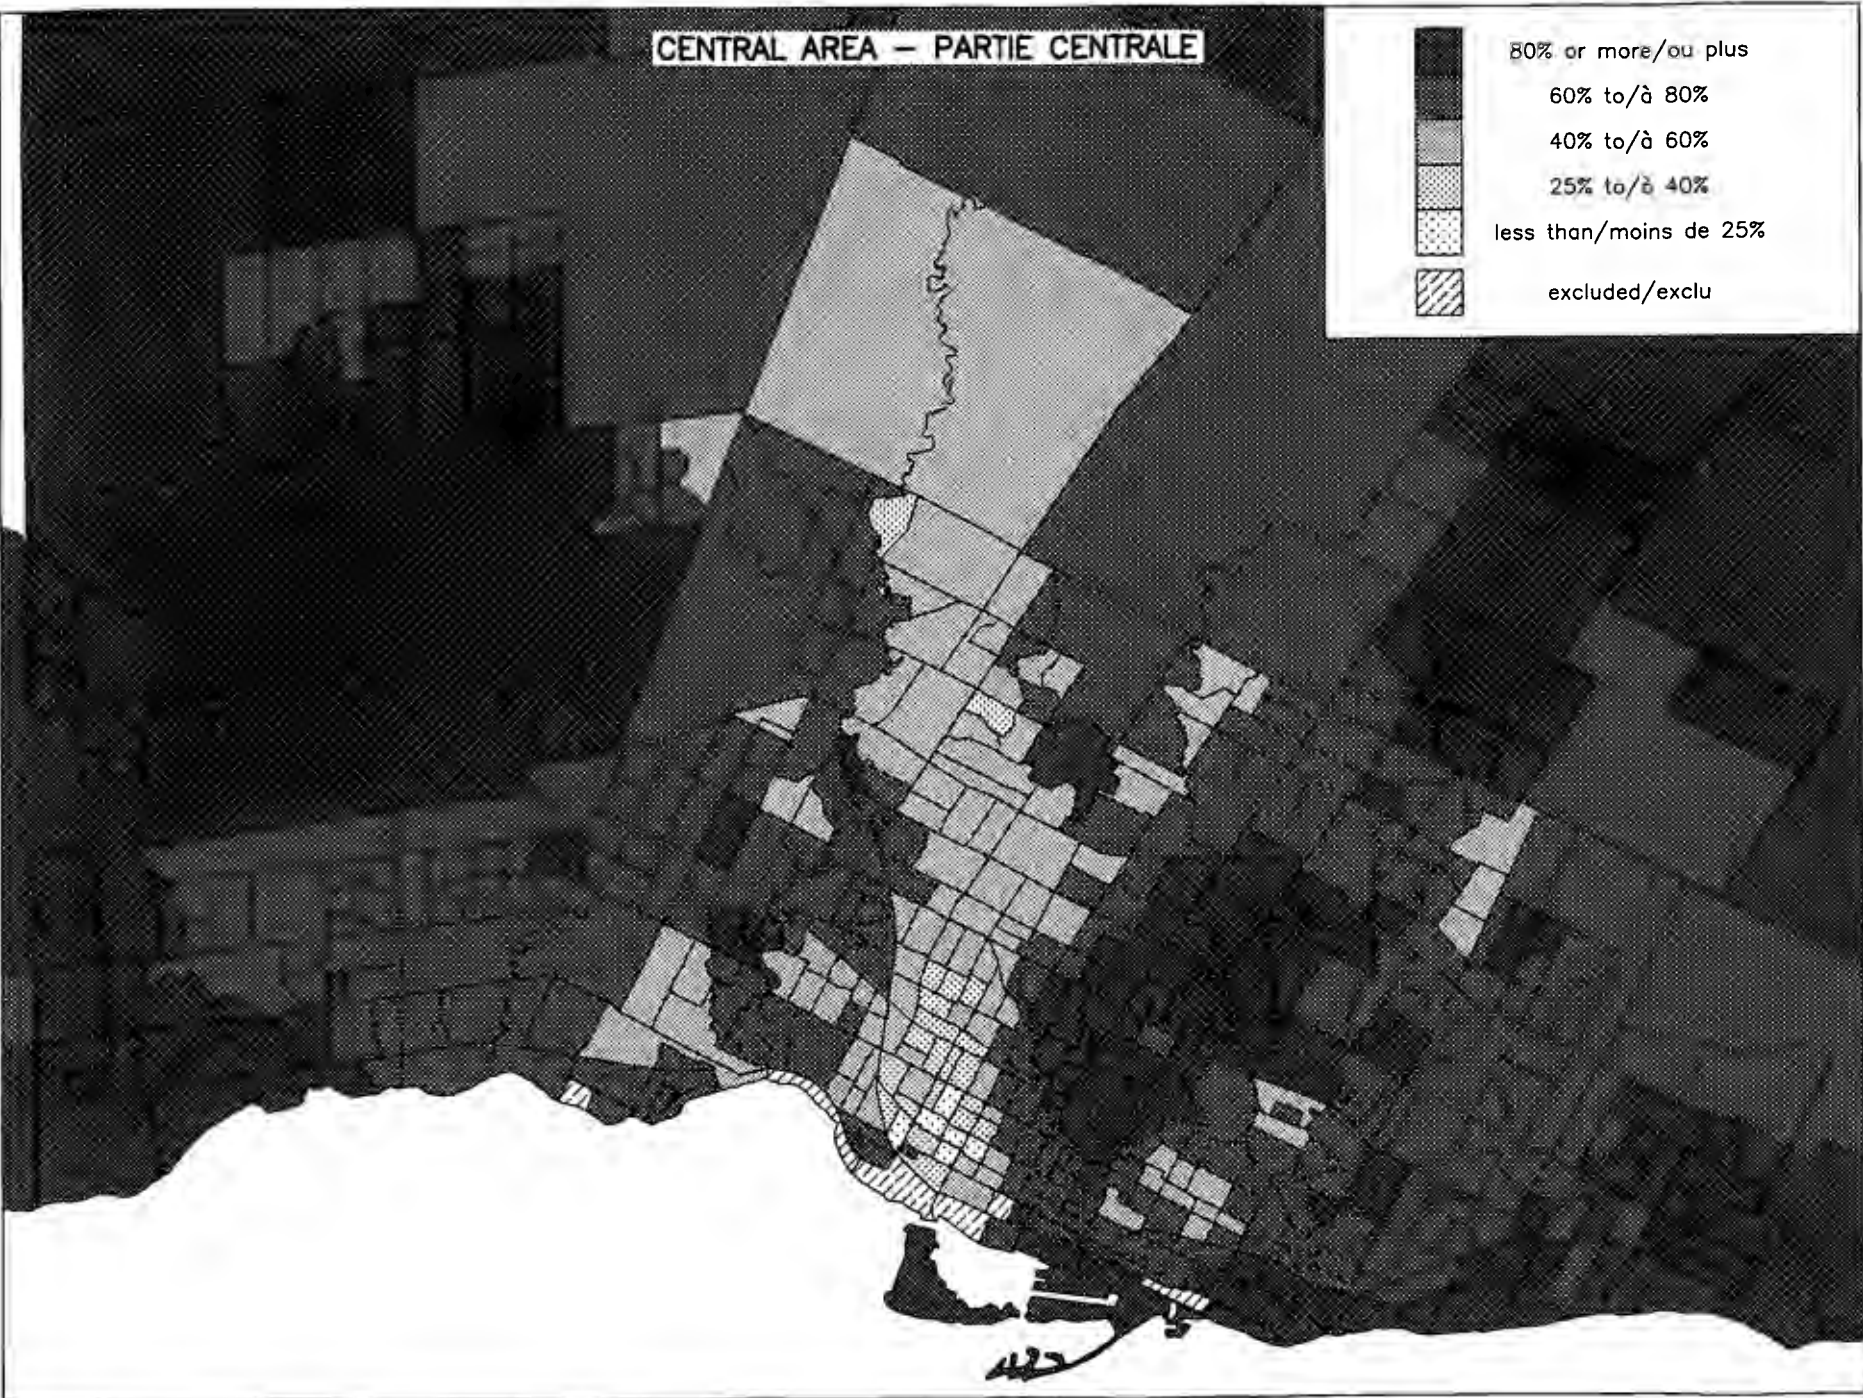 CENTRAL AREA — PARTIE CENTRALE
80% or more/ou plus
60% to/à 80%
40% to/à 60%
25% to/à 40%
less than/moins de 25%
excluded/exclu